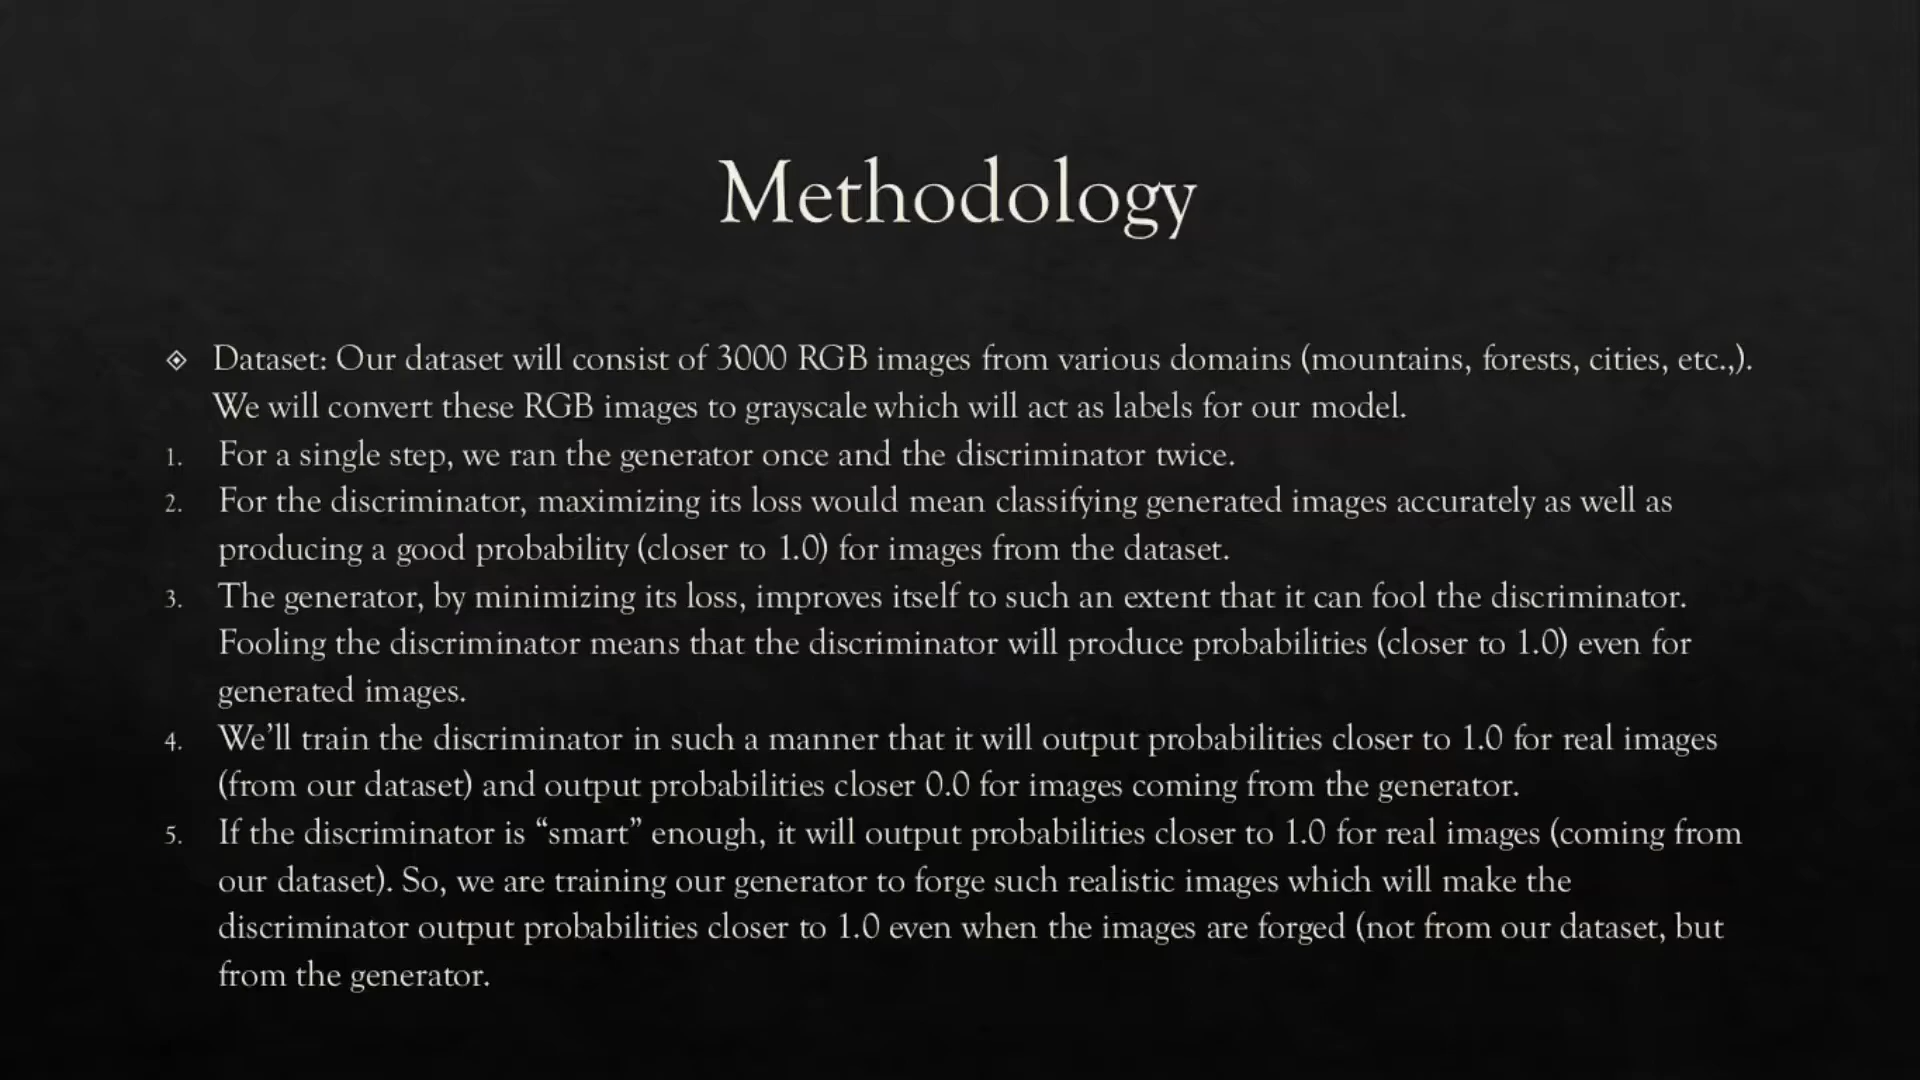 Methodology
Dataset: Our dataset will consist of 3000 RGB images from various domains (mountains, forests, cities, etc.,).
We will convert these RGB images to grayscale which will act as labels for our model.
1. For a single step, we ran the generator once and the discriminator twice.
2. For the discriminator, maximizing its loss would mean classifying generated images accurately as well as
producing a good probability (closer to 1.0) for images from the dataset.
3. The generator, by minimizing its loss, improves itself to such an extent that it can fool the discriminator.
Fooling the discriminator means that the discriminator will produce probabilities (closer to 1.0) even for
generated images.
4. We’ll train the discriminator in such a manner that it will output probabilities closer to 1.0 for real images
(from our dataset) and output probabilities closer 0.0 for images coming from the generator.
5. If the discriminator is “smart” enough, it will output probabilities closer to 1.0 for real images (coming from
our dataset). So, we are training our generator to forge such realistic images which will make the
discriminator output probabilities closer to 1.0 even when the images are forged (not from our dataset, but
from the generator.